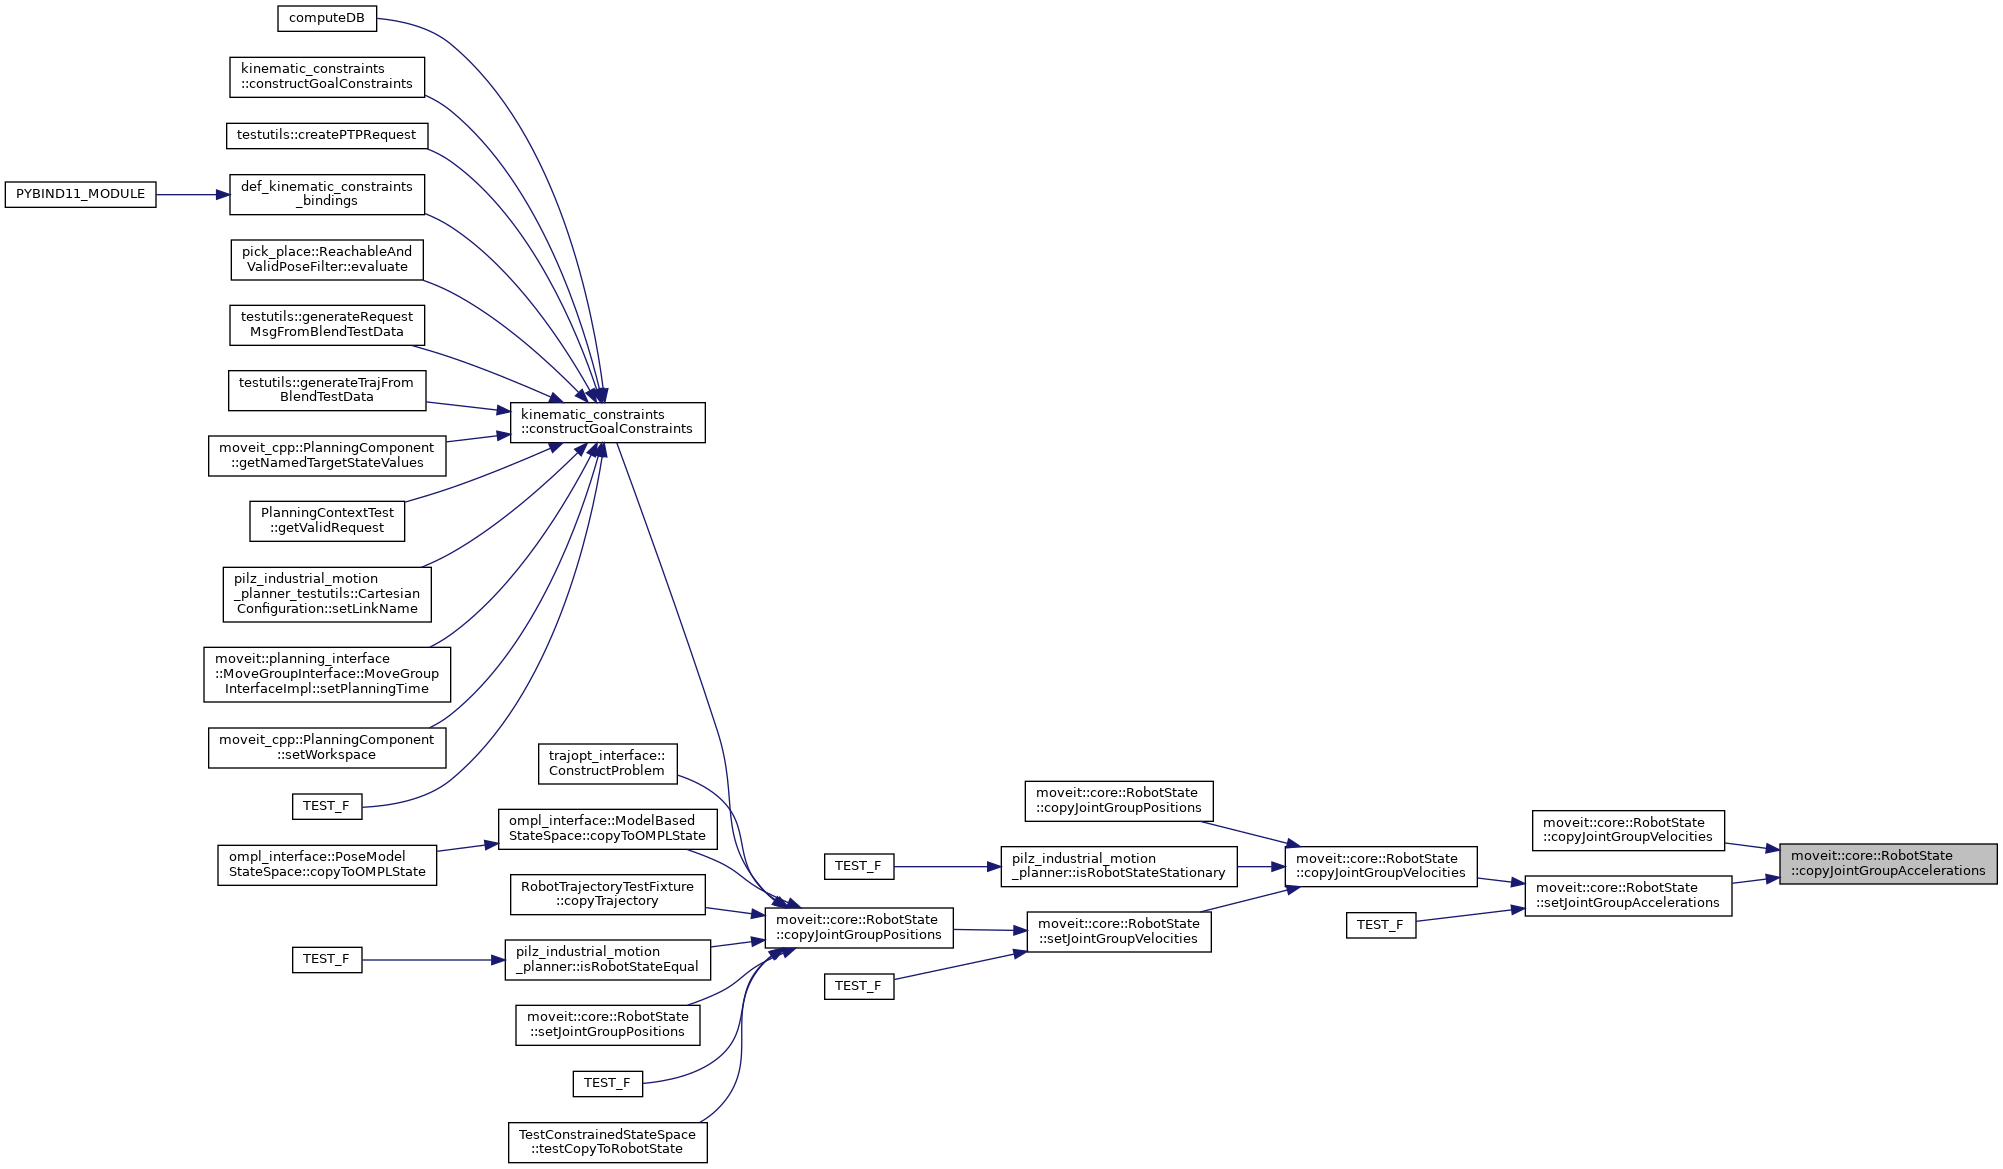 computeDB
kinematic_constraints
::constructGoalConstraints
testutils::createPTPRequest
PYBIND11_MODULE
def_kinematic_constraints
_bindings
pick_place::ReachableAnd
ValidPoseFilter::evaluate
testutils::generateRequest
MsgFromBlendTestData
testutils::generateTrajFrom
BlendTestData
moveit_cpp::PlanningComponent
::getNamedTargetStateValues
PlanningContextTest
::getValidRequest
pilz_industrial_motion
_planner_testutils::Cartesian
Configuration::setLinkName
moveit::planning_interface
::MoveGroupInterface::MoveGroup
InterfaceImpl::setPlanningTime
moveit_cpp::PlanningComponent
::setWorkspace
TEST_F
ompl_interface::PoseModel
StateSpace::copyToOMPLState
TEST_F
kinematic_constraints
::constructGoalConstraints
trajopt_interface::
ConstructProblem
ompl_interface::ModelBased
StateSpace::copyToOMPLState
RobotTrajectoryTestFixture
::copyTrajectory
pilz_industrial_motion
_planner::isRobotStateEqual
moveit::core::RobotState
::setJointGroupPositions
TEST_F
TestConstrainedStateSpace
::testCopyToRobotState
moveit::core::RobotState
::copyJointGroupPositions
TEST_F
TEST_F
moveit::core::RobotState
::copyJointGroupPositions
pilz_industrial_motion
_planner::isRobotStateStationary
moveit::core::RobotState
::setJointGroupVelocities
moveit::core::RobotState
::copyJointGroupVelocities
TEST_F
moveit::core::RobotState
::copyJointGroupVelocities
moveit::core::RobotState
::setJointGroupAccelerations
moveit::core::RobotState
::copyJointGroupAccelerations